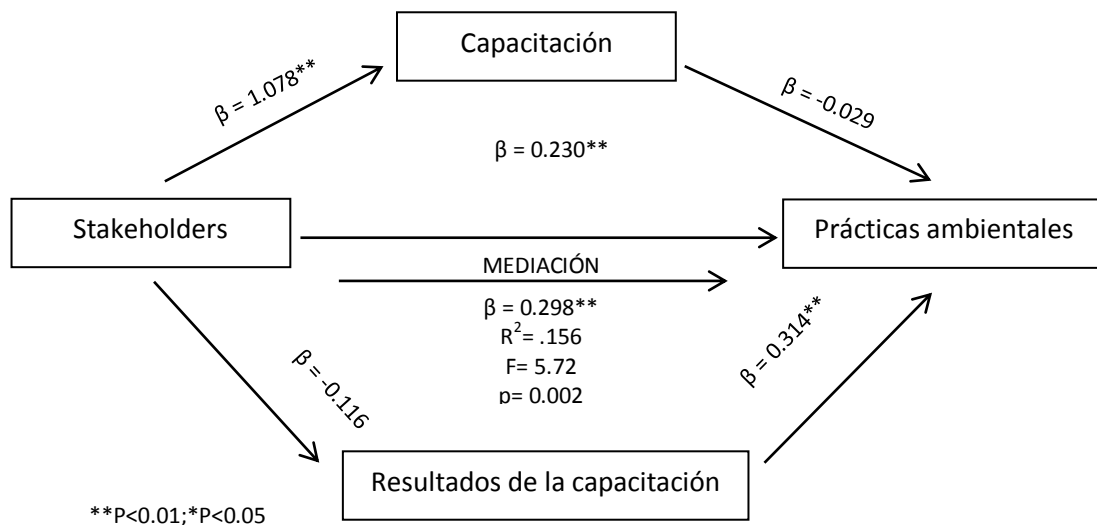 Capacitación
β = 1.078**
β = -0.029
β = 0.230**
Stakeholders
Prácticas ambientales
MEDIACIÓN
β = 0.298**
R²= .156
F= 5.72
p= 0.002
β = -0.116
β = 0.314**
Resultados de la capacitación
**P<0.01;*P<0.05